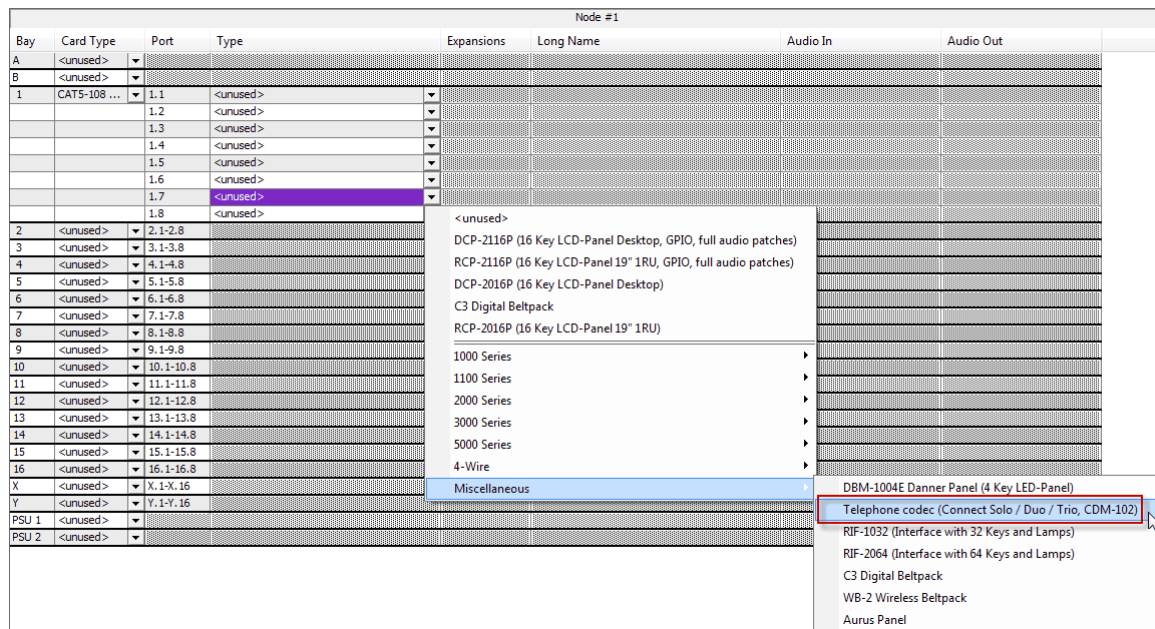 Node #1
Bay Card Type Port Type Expansions Long Name Audio In Audio Out
A <unused>
B <unused>
1 CAT5-108 ... 1.1 <unused>
1.2 <unused>
1.3 <unused>
1.4 <unused>
1.5 <unused>
1.6 <unused>
1.7 <unused>
1.8 <unused>
2 <unused> 2.1-2.8
3 <unused> 3.1-3.8
4 <unused> 4.1-4.8
5 <unused> 5.1-5.8
6 <unused> 6.1-6.8
7 <unused> 7.1-7.8
8 <unused> 8.1-8.8
9 <unused> 9.1-9.8
10 <unused> 10.1-10.8
11 <unused> 11.1-11.8
12 <unused> 12.1-12.8
13 <unused> 13.1-13.8
14 <unused> 14.1-14.8
15 <unused> 15.1-15.8
16 <unused> 16.1-16.8
X <unused> X.1-X.16
Y <unused> Y.1-Y.16
PSU 1 <unused>
PSU 2 <unused>
<unused>
DCP-2116P (16 Key LCD-Panel Desktop, GPIO, full audio patches)
RCP-2116P (16 Key LCD-Panel 19" 1RU, GPIO, full audio patches)
DCP-2016P (16 Key LCD-Panel Desktop)
C3 Digital Beltpack
RCP-2016P (16 Key LCD-Panel 19" 1RU)
1000 Series
1100 Series
2000 Series
3000 Series
5000 Series
4-Wire
Miscellaneous
DBM-1004E Danner Panel (4 Key LED-Panel)
Telephone codec (Connect Solo / Duo / Trio, CDM-102)
RIF-1032 (Interface with 32 Keys and Lamps)
RIF-2064 (Interface with 64 Keys and Lamps)
C3 Digital Beltpack
WB-2 Wireless Beltpack
Aurus Panel